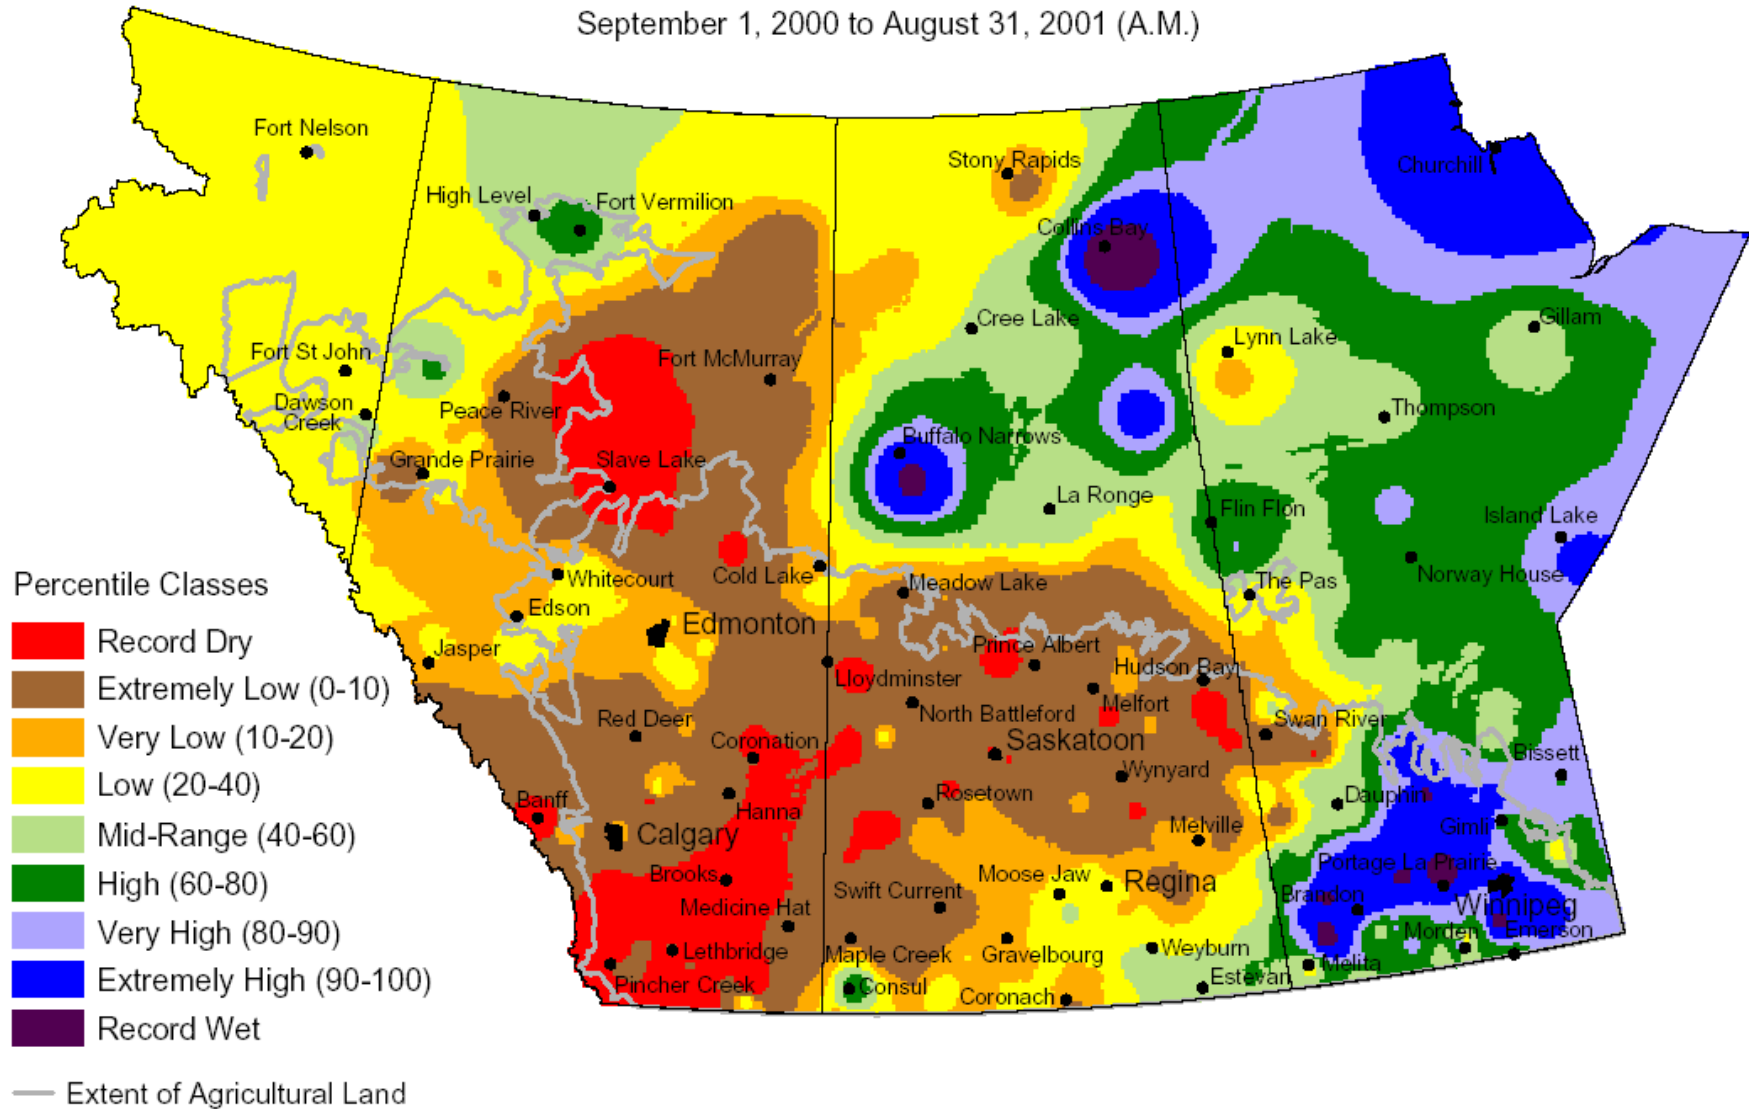 September 1, 2000 to August 31, 2001 (A.M.)
Fort Nelson
Churchill
Stony Rapids
High Level
Fort Vermilion
Collins Bay
Cree Lake
Gillam
Lynn Lake
Fort St John
Fort McMurray
Dawson
Creek
Peace River
Thompson
Buffalo Narrows
Grande Prairie
Slave Lake
La Ronge
Flin Flon
Island Lake
Whitecourt
Cold Lake
Meadow Lake
The Pas
Norway House
Edson
Edmonton
Jasper
Prince Albert
Hudson Bay
Lloydminster
Melfort
North Battleford
Red Deer
Swan River
Coronation
Saskatoon
Bissett
Wynyard
Banff
Hanna
Rosetown
Dauphin
Calgary
Melville
Gimli
Brooks
Moose Jaw
Regina
Portage La Prairie
Swift Current
Brandon
Medicine Hat
Winnipeg
Lethbridge
Maple Creek
Gravelbourg
Weyburn
Morden
Emerson
Pincher Creek
Consul
Coronach
Estevan
Melita
Percentile Classes
Record Dry
Extremely Low (0-10)
Very Low (10-20)
Low (20-40)
Mid-Range (40-60)
High (60-80)
Very High (80-90)
Extremely High (90-100)
Record Wet
Extent of Agricultural Land